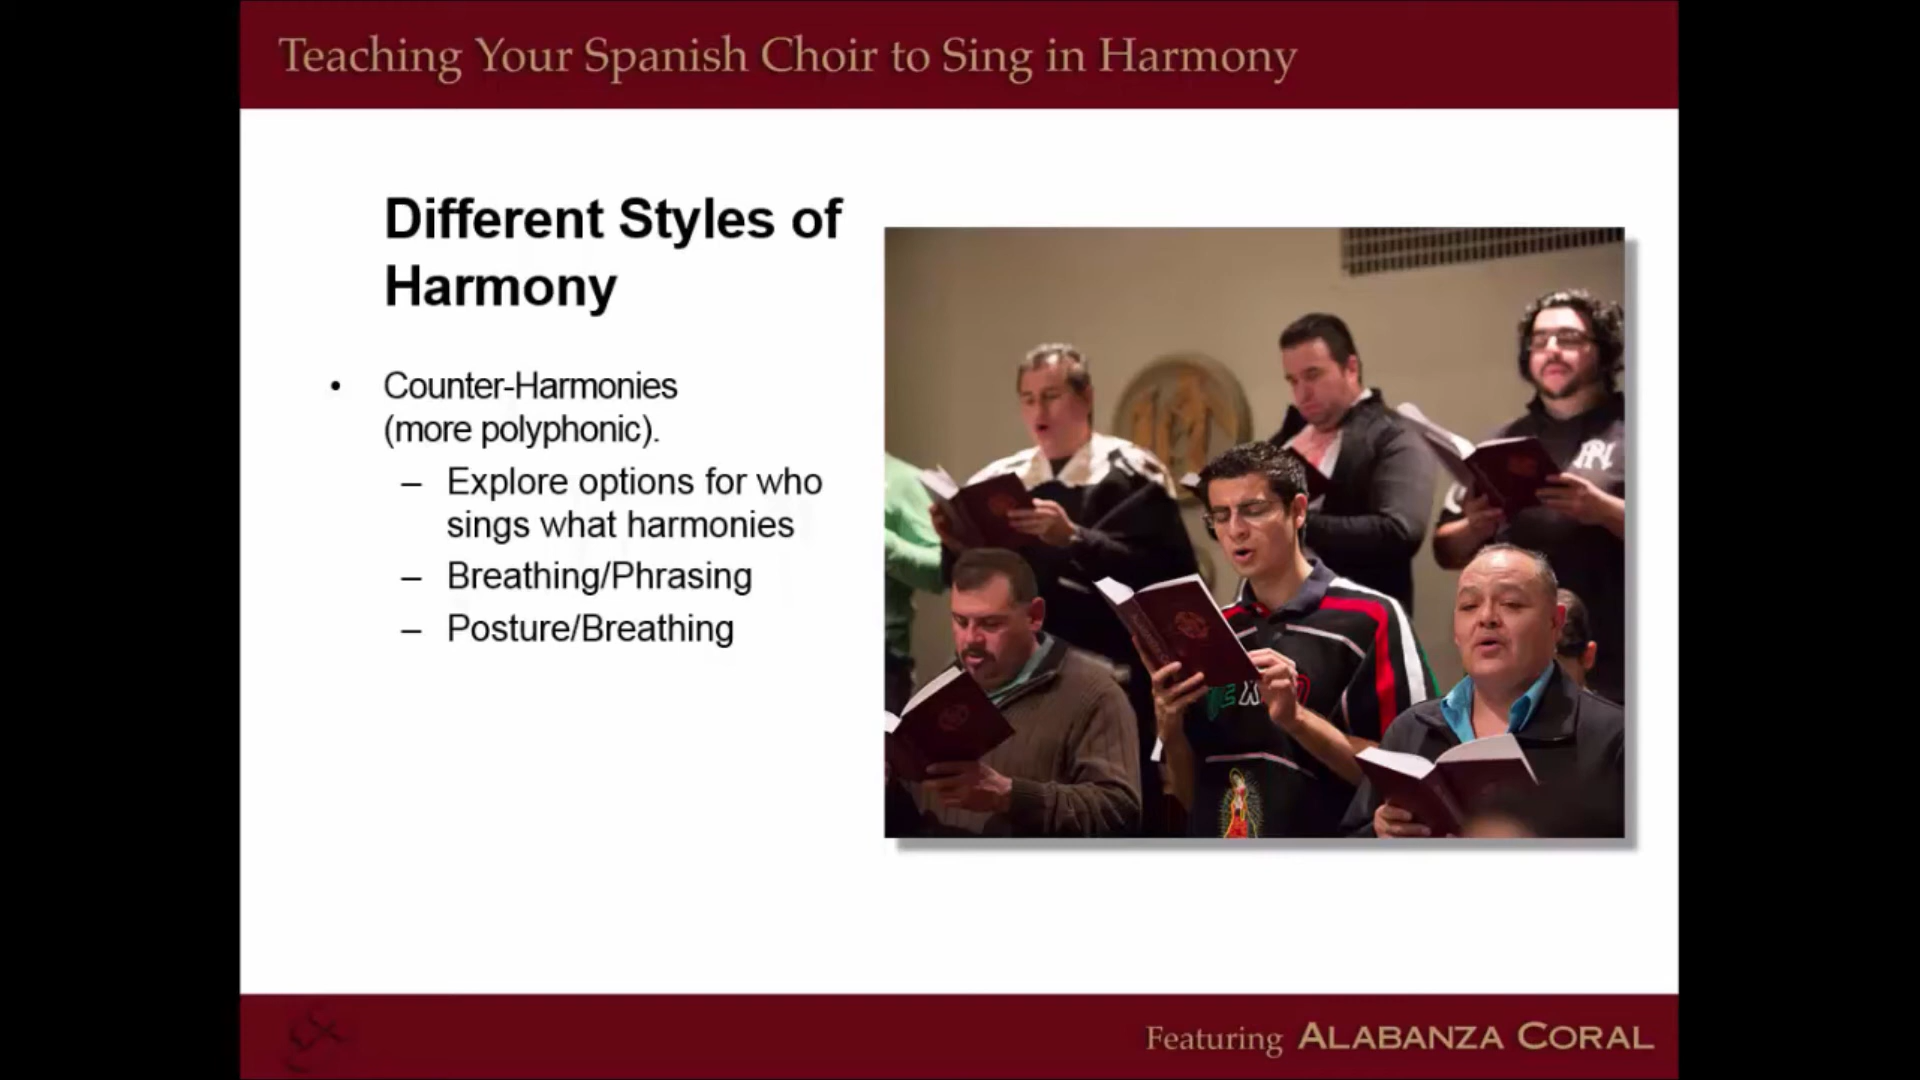 Teaching Your Spanish Choir to Sing in Harmony
Different Styles of
Harmony
• Counter-Harmonies
(more polyphonic).
– Explore options for who
sings what harmonies
– Breathing/Phrasing
– Posture/Breathing
Featuring ALABANZA CORAL